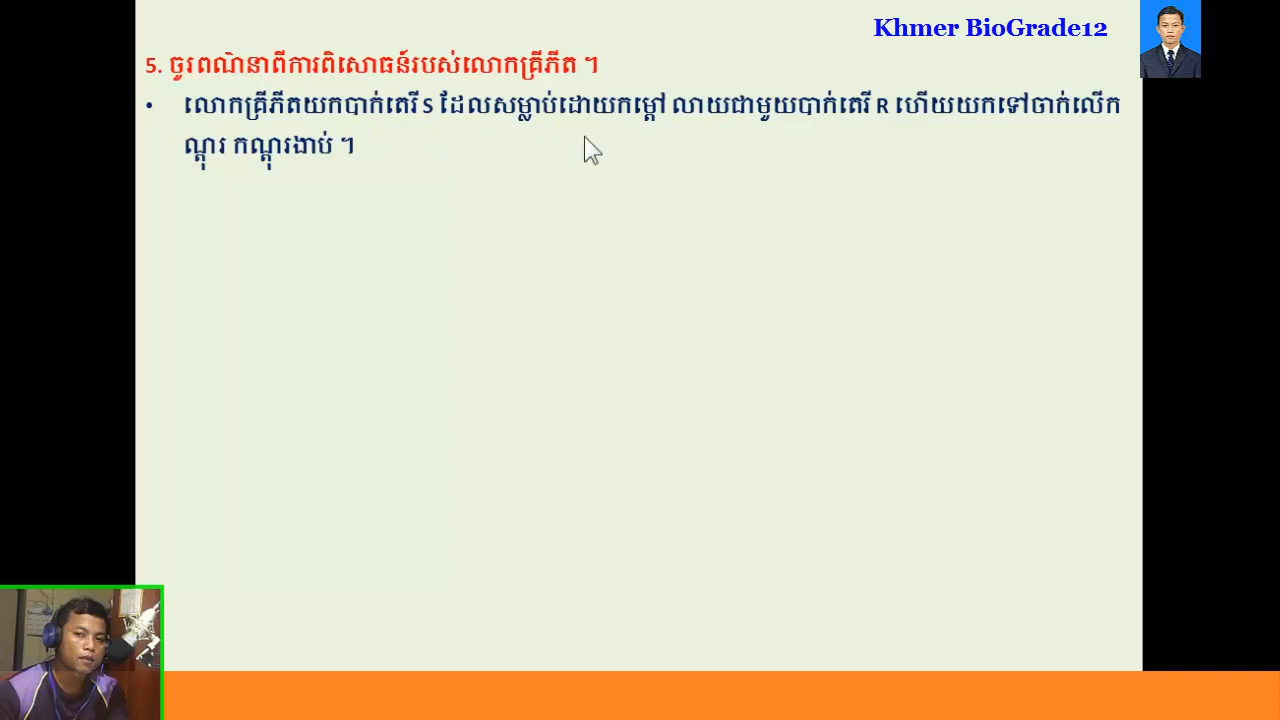 Khmer BioGrade12
5. ចូរពណ៌នាពីការពិសោធន៍របស់លោកគ្រីភីត ។
• លោកគ្រីភីតយកបាក់តេរី S ដែលសម្លាប់ដោយកម្ដៅ លាយជាមួយបាក់តេរី R ហើយយកទៅចាក់លើក
ណ្ដុរ កណ្ដុរងាប់ ។